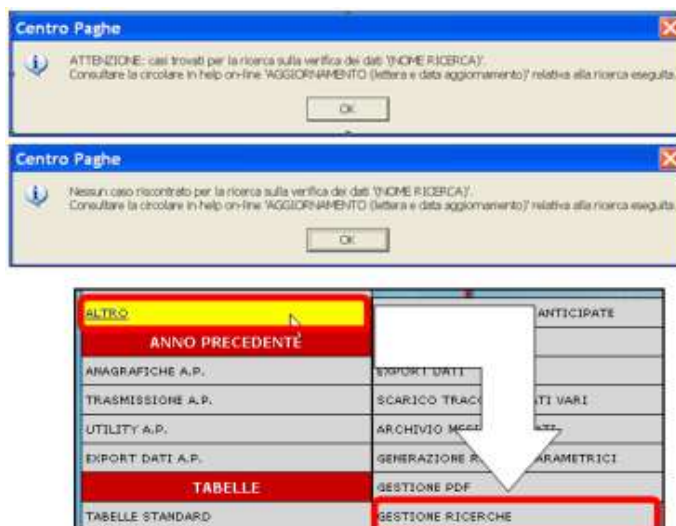 Centro Paghe
ATTENZIONE: casi trovati per la ricerca sulla verifica dei dati '(NOME RICERCA)'.
Consultare la circolare in help on-line 'AGGIORNAMENTO (lettera e data aggiornamento)' relativa alla ricerca eseguita.
OK
Centro Paghe
Nessun caso riscontrato per la ricerca sulla verifica dei dati '(NOME RICERCA)'.
Consultare la circolare in help on-line 'AGGIORNAMENTO (lettera e data aggiornamento)' relativa alla ricerca eseguita.
OK
ALTRO
ANTICIPATE
ANNO PRECEDENTE
ANAGRAFICHE A.P.
EXPORT DATI
TRASMISSIONE A.P.
SCARICO VARI
UTILITY A.P.
ARCHIVIO
EXPORT DATI A.P.
GENERAZIONE
TABELLE
GESTIONE PDF
TABELLE STANDARD
GESTIONE RICERCHE